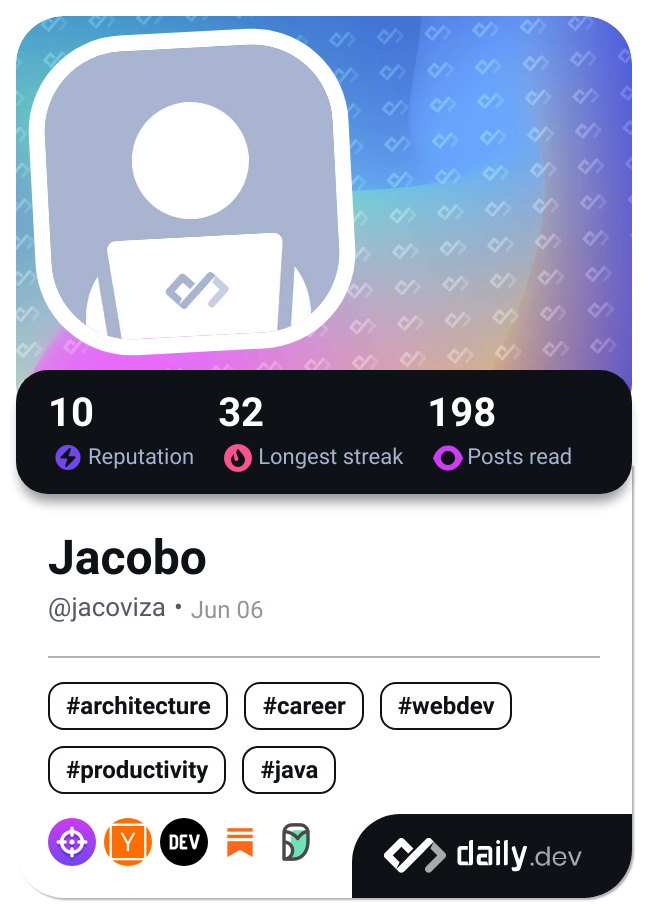 10 32 198
Reputation Longest streak Posts read
Jacobo
@jacoviza • Jun 06
#architecture #career #webdev
#productivity #java
Y DEV
daily.dev